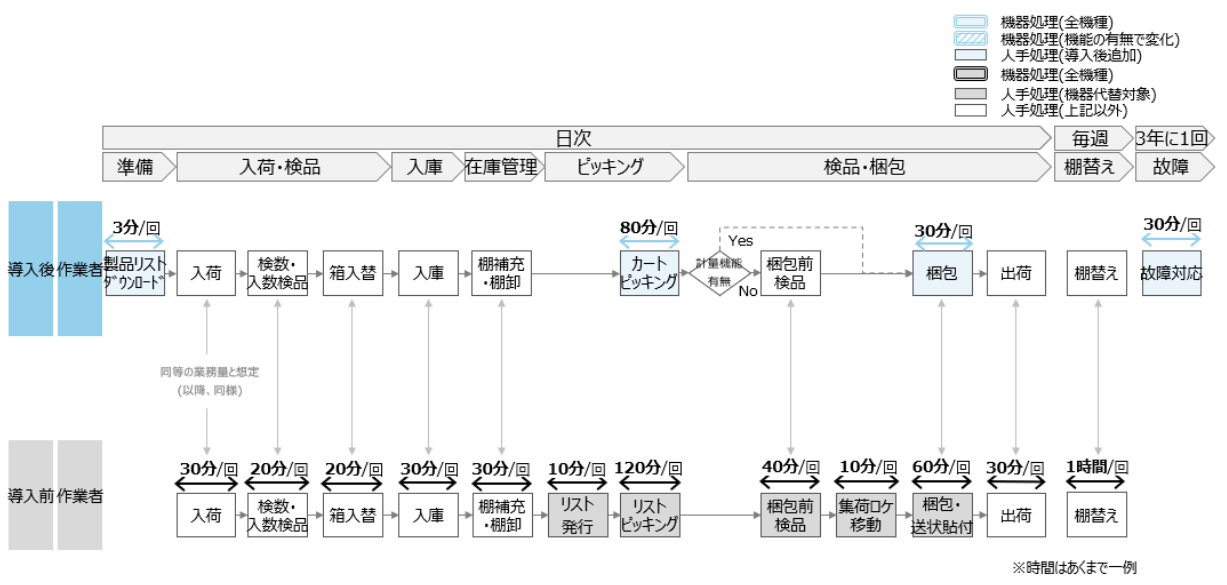 機器処理(全機種)
機器処理(機能の有無で変化)
人手処理(導入後追加)
機器処理(全機種)
人手処理(機器代替対象)
人手処理(上記以外)
日次
毎週
3年に1回
準備
入荷・検品
入庫
在庫管理
ピッキング
検品・梱包
棚替え
故障
導入後
作業者
3分/回
80分/回
30分/回
30分/回
製品リスト
ダウンロード
入荷
検数・
入数検品
箱入替
入庫
棚補充
・棚卸
カート
ピッキング
計量機能
有無
Yes
No
梱包前
検品
梱包
出荷
棚替え
故障対応
同等の業務量と想定
(以降、同様)
導入前
作業者
30分/回
20分/回
20分/回
30分/回
30分/回
10分/回
120分/回
40分/回
10分/回
60分/回
30分/回
1時間/回
入荷
検数・
入数検品
箱入替
入庫
棚補充
・棚卸
リスト
発行
リスト
ピッキング
梱包前
検品
集荷ロケ
移動
梱包・
送状貼付
出荷
棚替え
※時間はあくまで一例